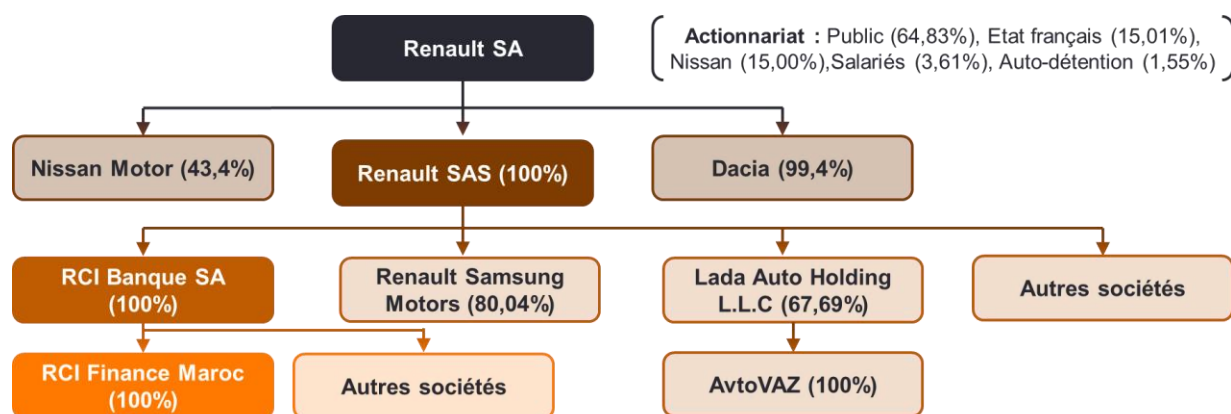 Renault SA
Actionnariat : Public (64,83%), Etat français (15,01%),
Nissan (15,00%),Salariés (3,61%), Auto-détention (1,55%)
Nissan Motor (43,4%)
Renault SAS (100%)
Dacia (99,4%)
RCI Banque SA
(100%)
Renault Samsung
Motors (80,04%)
Lada Auto Holding
L.L.C (67,69%)
Autres sociétés
RCI Finance Maroc
(100%)
Autres sociétés
AvtoVAZ (100%)